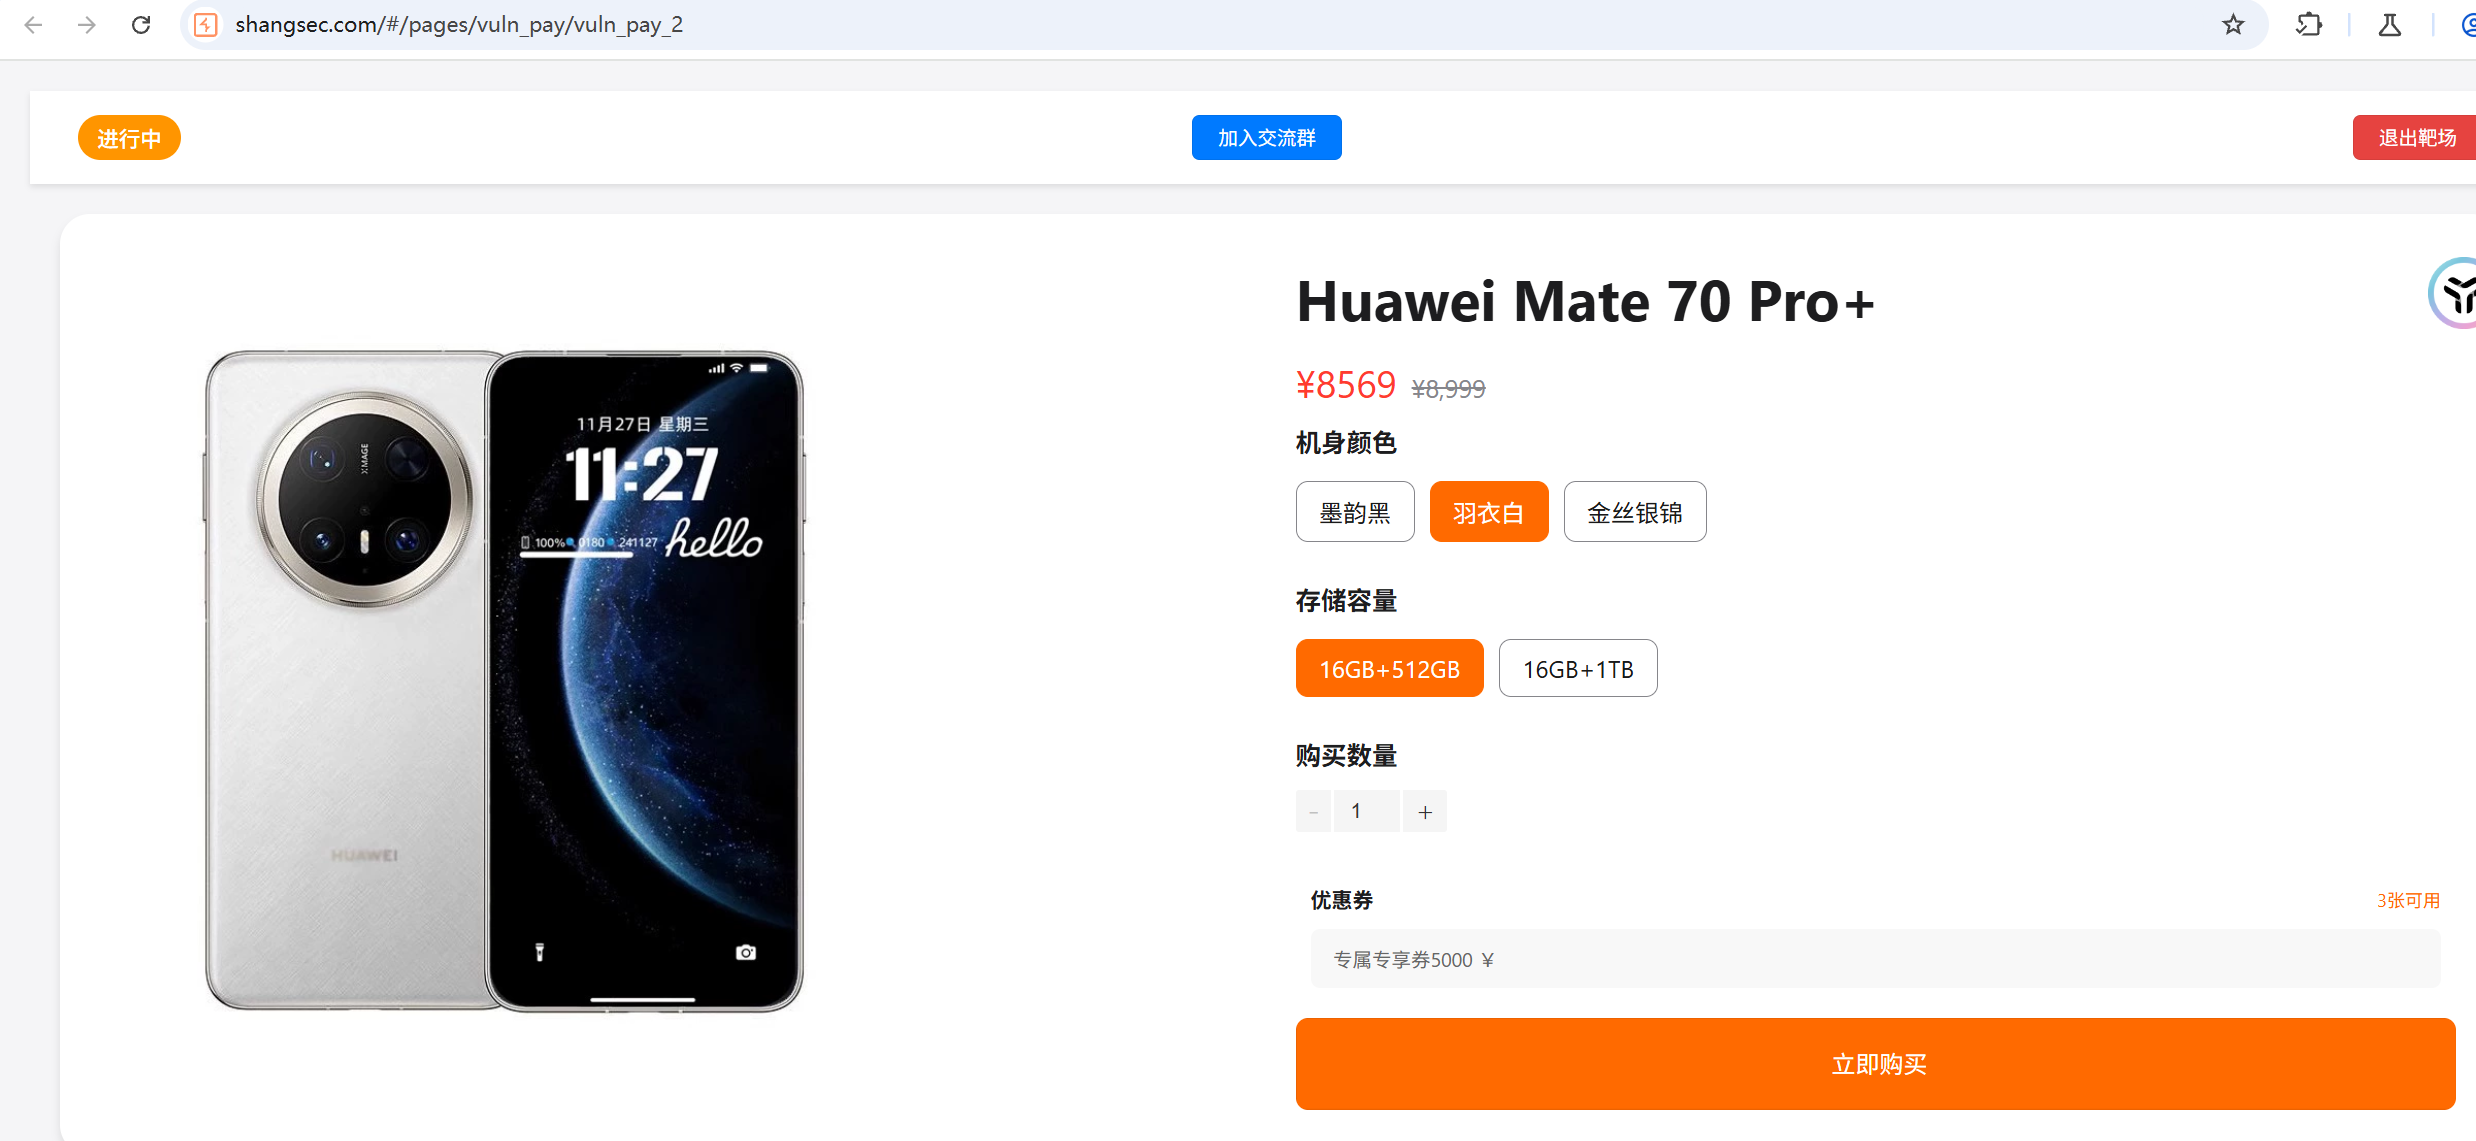 shangsec.com/#/pages/vuln_pay/vuln_pay_2
进行中
加入交流群
退出靶场
Huawei Mate 70 Pro+
¥8569 ¥8,999
机身颜色
墨韵黑 羽衣白 金丝银锦
存储容量
16GB+512GB 16GB+1TB
购买数量
- 1 +
优惠券 3张可用
专属专享券5000 ¥
立即购买
XMAGE
HUAWEI
11月27日 星期三
11:27
100% 0180 241127 hello